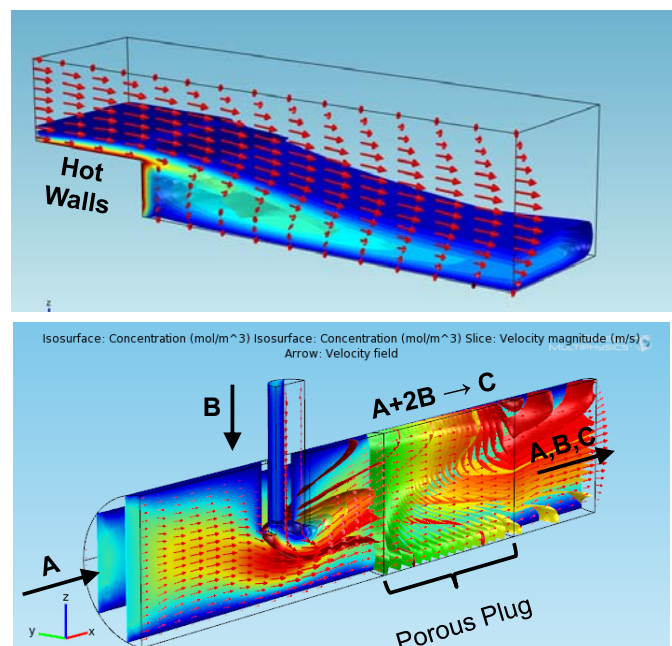 Hot
Walls
z
Isosurface: Concentration (mol/m^3) Isosurface: Concentration (mol/m^3) Slice: Velocity magnitude (m/s)
Arrow: Velocity field
MULTIPHYSICS
B
A+2B → C
A,B,C
A
z
y
x
Porous Plug